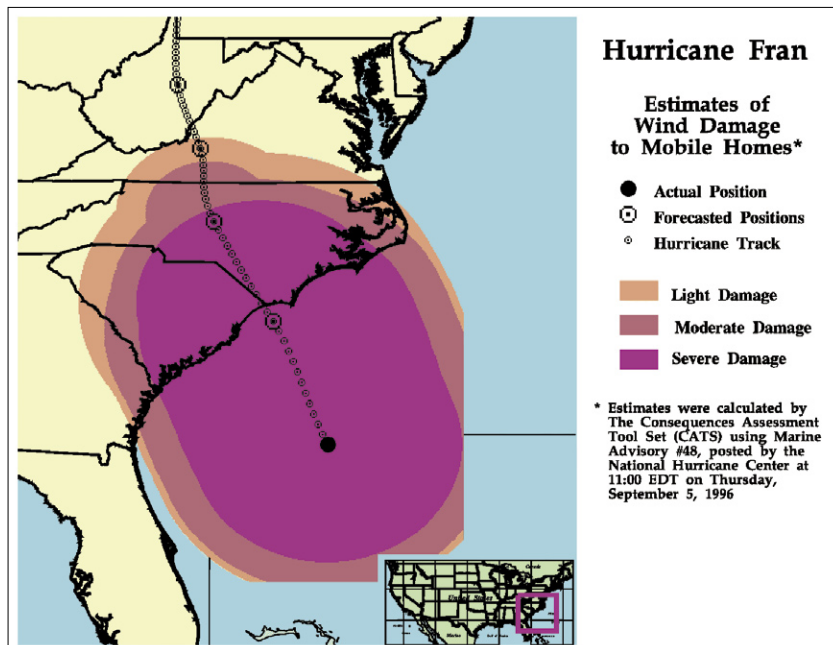 Hurricane Fran
Estimates of
Wind Damage
to Mobile Homes*
Actual Position
Forecasted Positions
Hurricane Track
Light Damage
Moderate Damage
Severe Damage
* Estimates were calculated by
The Consequences Assessment
Tool Set (CATS) using Marine
Advisory #48, posted by the
National Hurricane Center at
11:00 EDT on Thursday,
September 5, 1996
United States